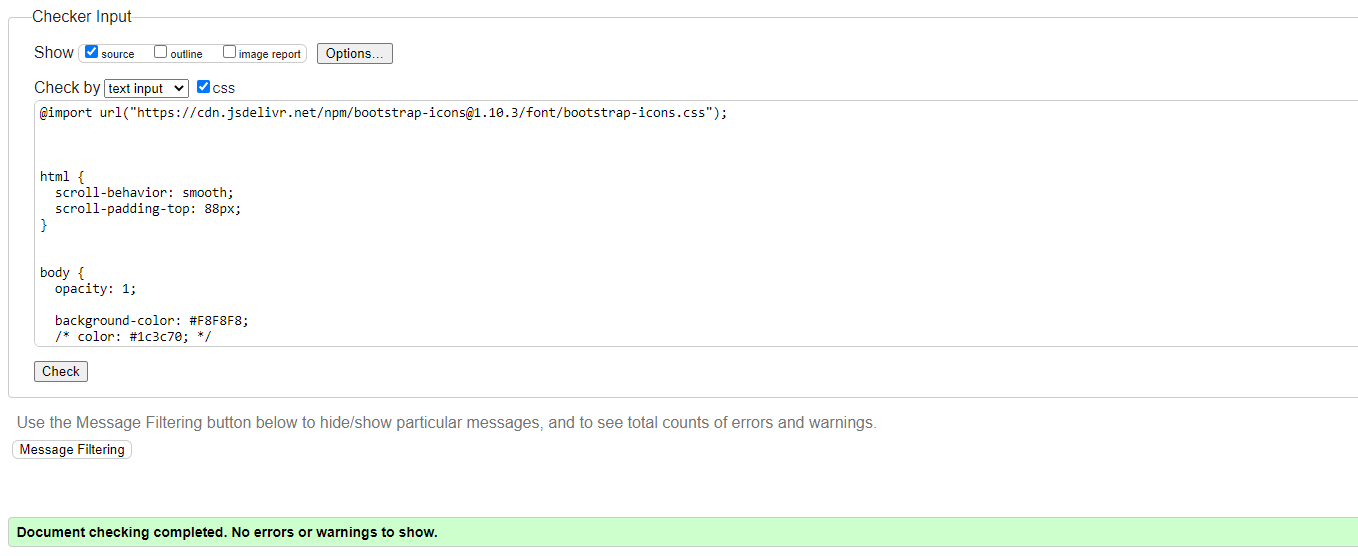 Checker Input
Show source outline image report Options...
Check by text input css
@import url("https://cdn.jsdelivr.net/npm/bootstrap-icons@1.10.3/font/bootstrap-icons.css");
html {
scroll-behavior: smooth;
scroll-padding-top: 88px;
}
body {
opacity: 1;
background-color: #F8F8F8;
/* color: #1c3c70; */
Check
Use the Message Filtering button below to hide/show particular messages, and to see total counts of errors and warnings.
Message Filtering
Document checking completed. No errors or warnings to show.